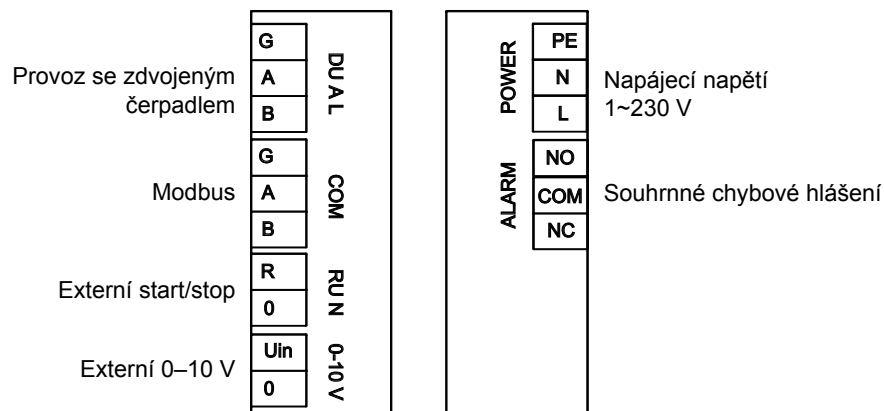 Provoz se zdvojeným
čerpadlem
G
A
B
DUAL
Modbus
G
A
B
COM
Externí start/stop
R
0
RUN
Externí 0–10 V
Uin
0
0-10 V
POWER
PE
N
L
Napájecí napětí
1~230 V
ALARM
NO
COM
NC
Souhrnné chybové hlášení